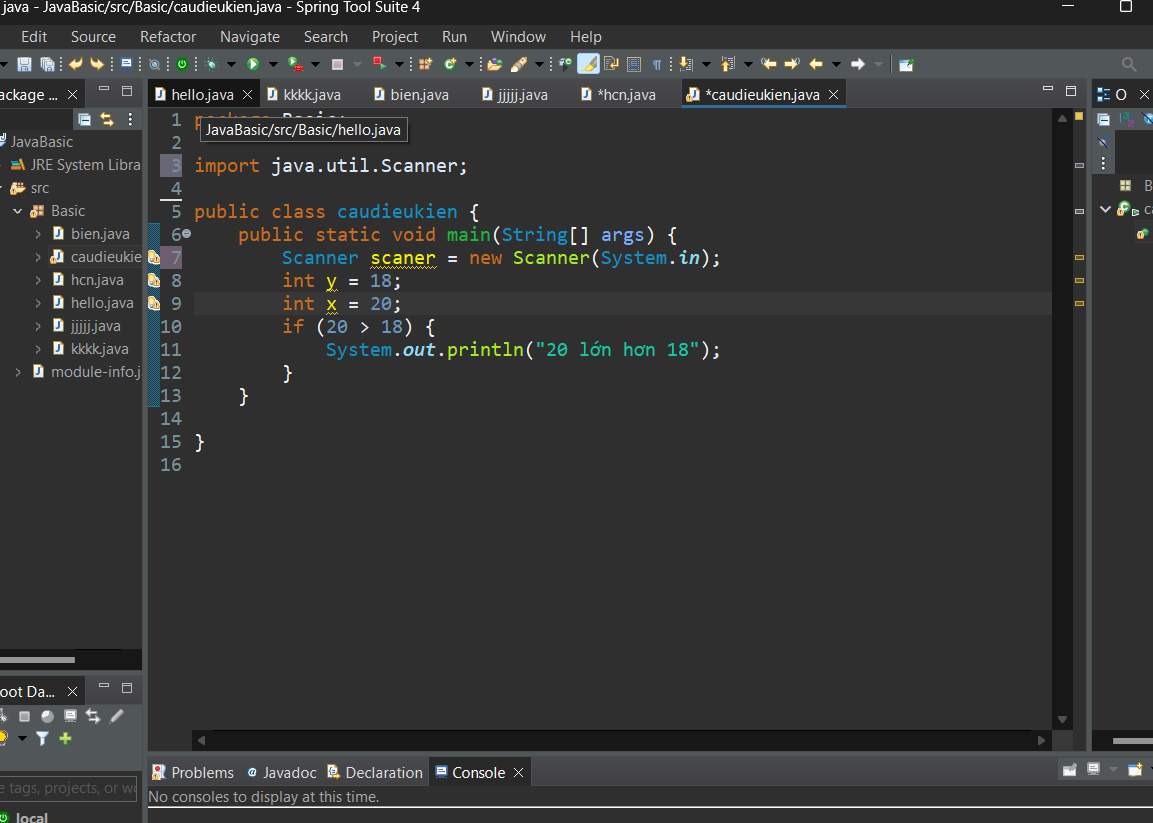 java - JavaBasic/src/Basic/caudieukien.java - Spring Tool Suite 4
Edit Source Refactor Navigate Search Project Run Window Help
ackage ...
hello.java kkkk.java bien.java jjjjj.java *hcn.java *caudieukien.java
O
JavaBasic
JRE System Libra
src
Basic
bien.java
caudieukie
hcn.java
hello.java
jjjjj.java
kkkk.java
module-info.j
JavaBasic/src/Basic/hello.java
1
2
3 import java.util.Scanner;
4
5 public class caudieukien {
6 public static void main(String[] args) {
7 Scanner scaner = new Scanner(System.in);
8 int y = 18;
9 int x = 20;
10 if (20 > 18) {
11 System.out.println("20 lớn hơn 18");
12 }
13 }
14
15 }
16
oot Da...
e tags, projects, or wo
local
Problems Javadoc Declaration Console
No consoles to display at this time.